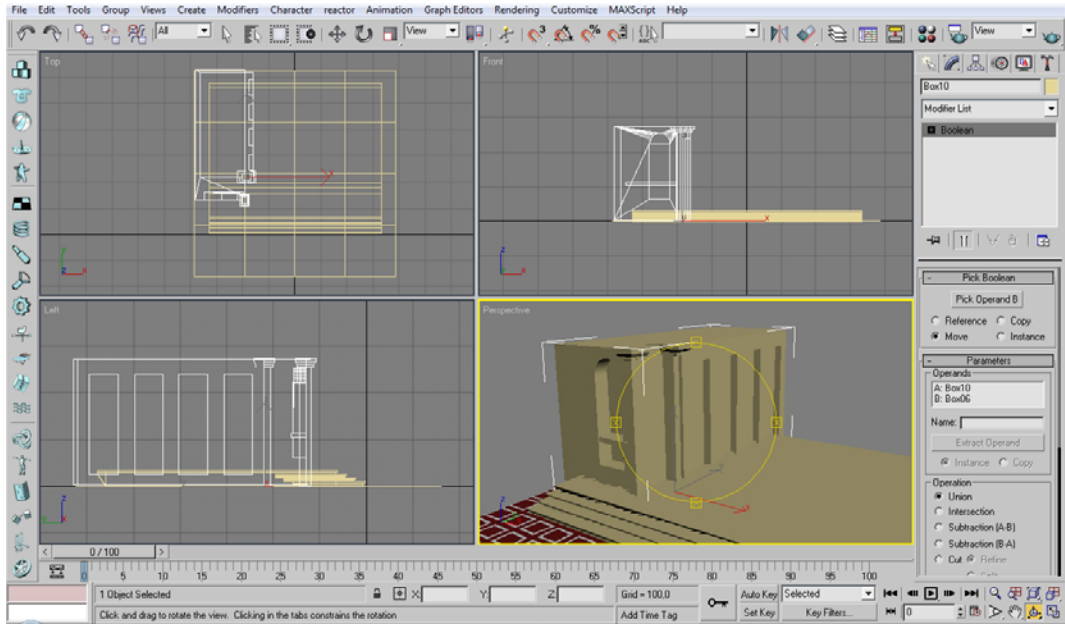 File Edit Tools Group Views Create Modifiers Character reactor Animation Graph Editors Rendering Customize MAXScript Help
All View View
Top
Front
Box10
Modifier List
Boolean
x
y
z x
x
z
y x
Pick Boolean
Pick Operand B
Reference Copy
Move Instance
Left
Perspective
Parameters
Operands
A: Box10
B: Box06
Name:
Extract Operand
Instance Copy
Operation
Union
Intersection
Subtraction (A-B)
Subtraction (B-A)
Cut Refine
Split
z
y x
z
x
0 / 100
0 5 10 15 20 25 30 35 40 45 50 55 60 65 70 75 80 85 90 95 100
1 Object Selected X: Y: Z: Grid = 100,0 Auto Key Selected
Click and drag to rotate the view. Clicking in the tabs constrains the rotation Add Time Tag Set Key Key Filters... 0